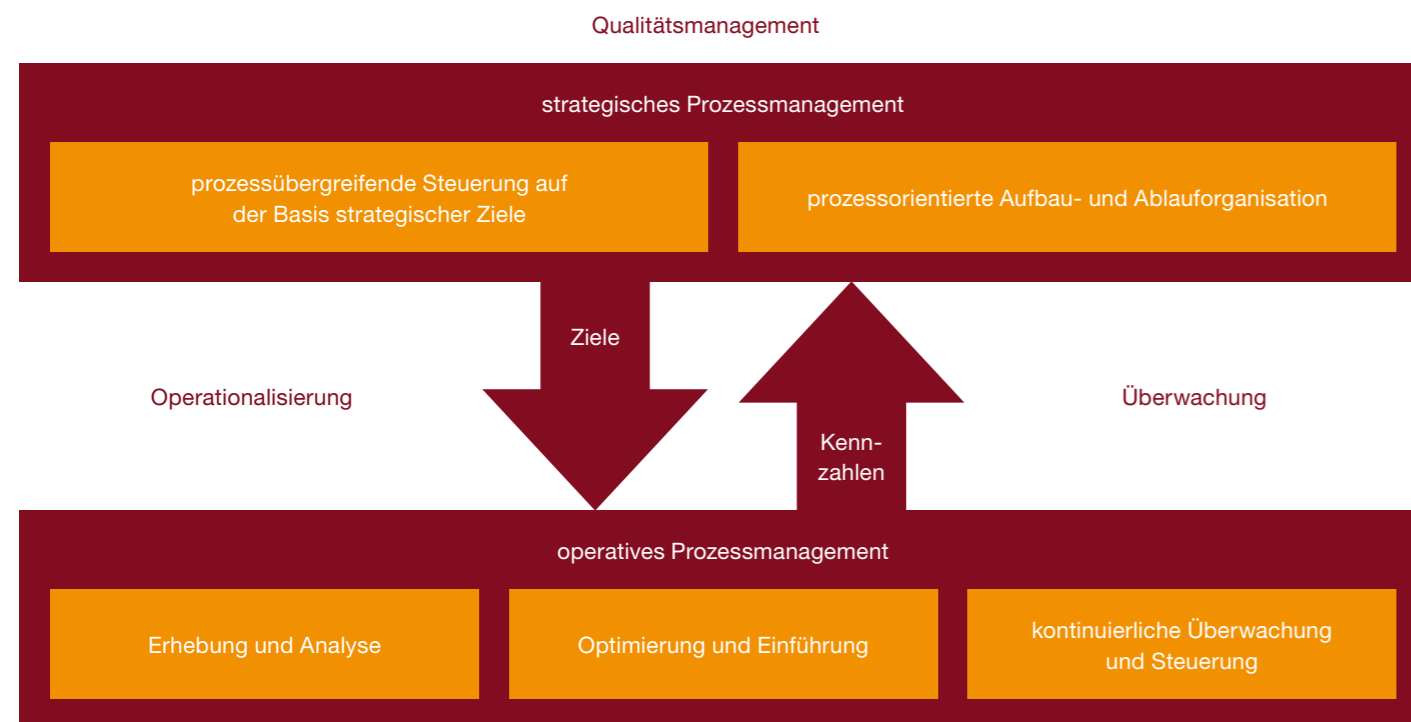 Qualitätsmanagement
strategisches Prozessmanagement
prozessübergreifende Steuerung auf
der Basis strategischer Ziele
prozessorientierte Aufbau- und Ablauforganisation
Ziele
Operationalisierung
Überwachung
Kenn-
zahlen
operatives Prozessmanagement
Erhebung und Analyse
Optimierung und Einführung
kontinuierliche Überwachung
und Steuerung